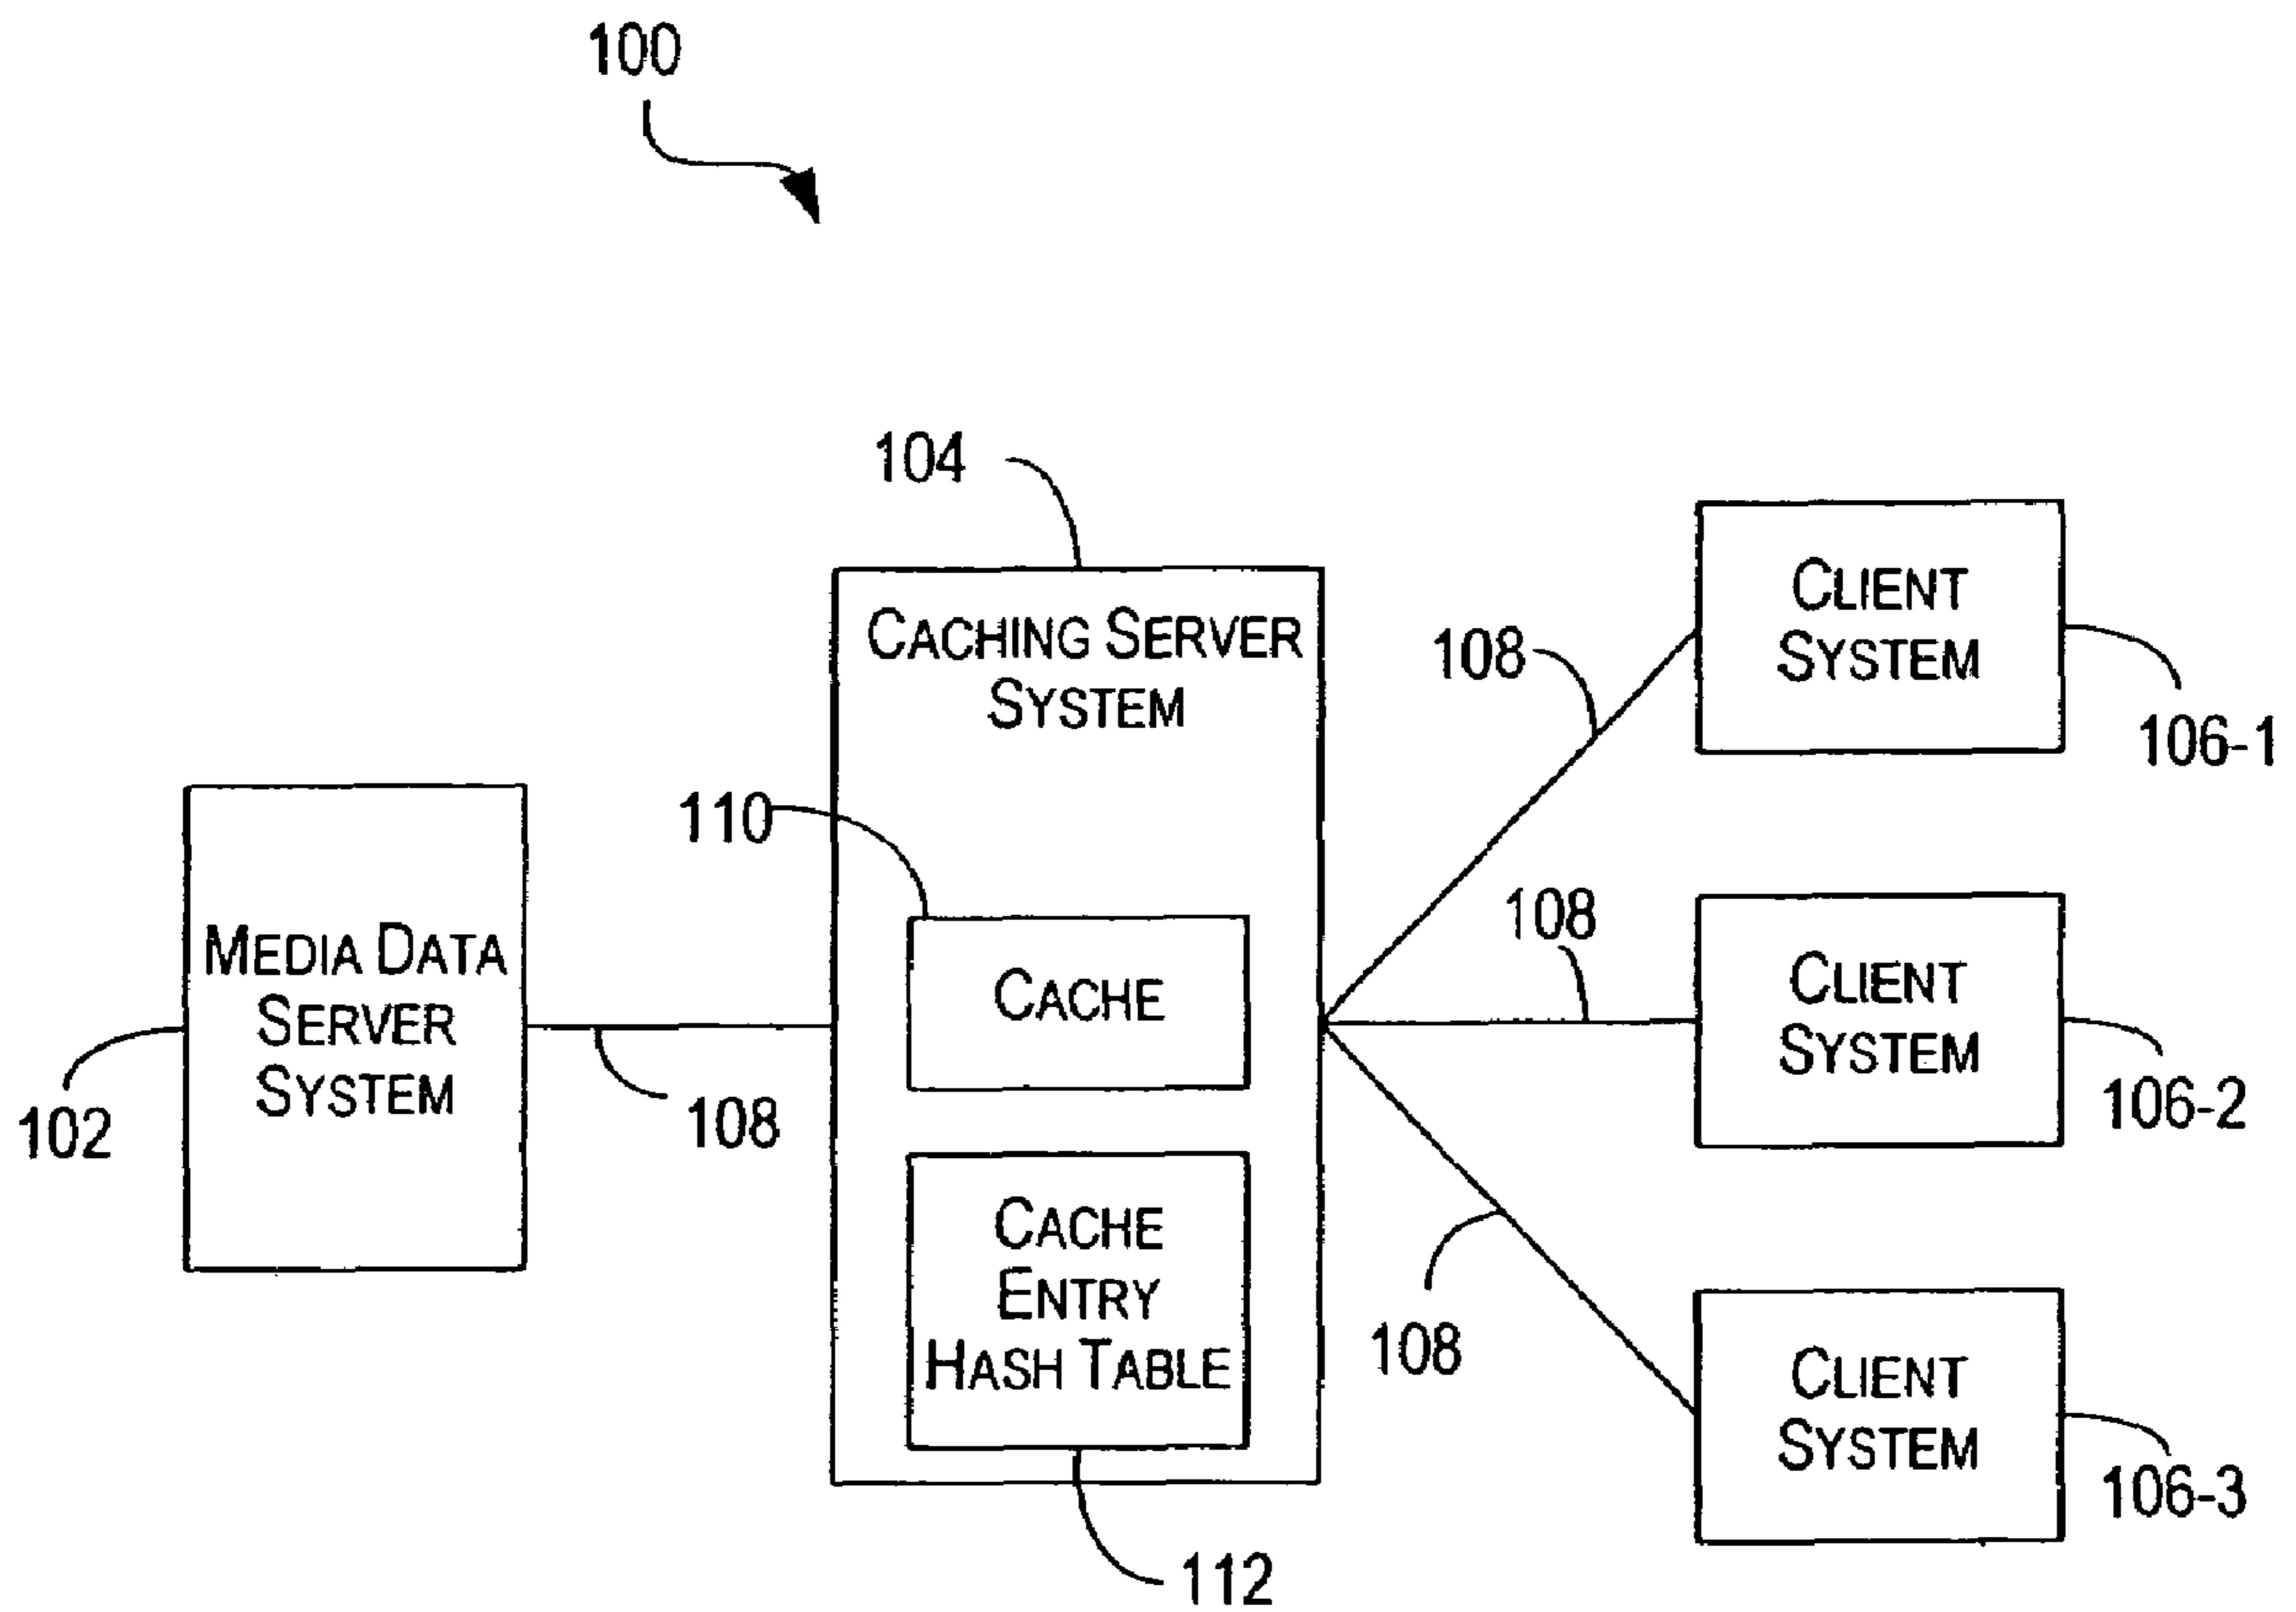 100
104
CACHING SERVER
SYSTEM
CLIENT
SYSTEM
106-1
108
110
MEDIA DATA
SERVER
SYSTEM
102
108
CACHE
108
CLIENT
SYSTEM
106-2
CACHE
ENTRY
HASH TABLE
112
108
CLIENT
SYSTEM
106-3